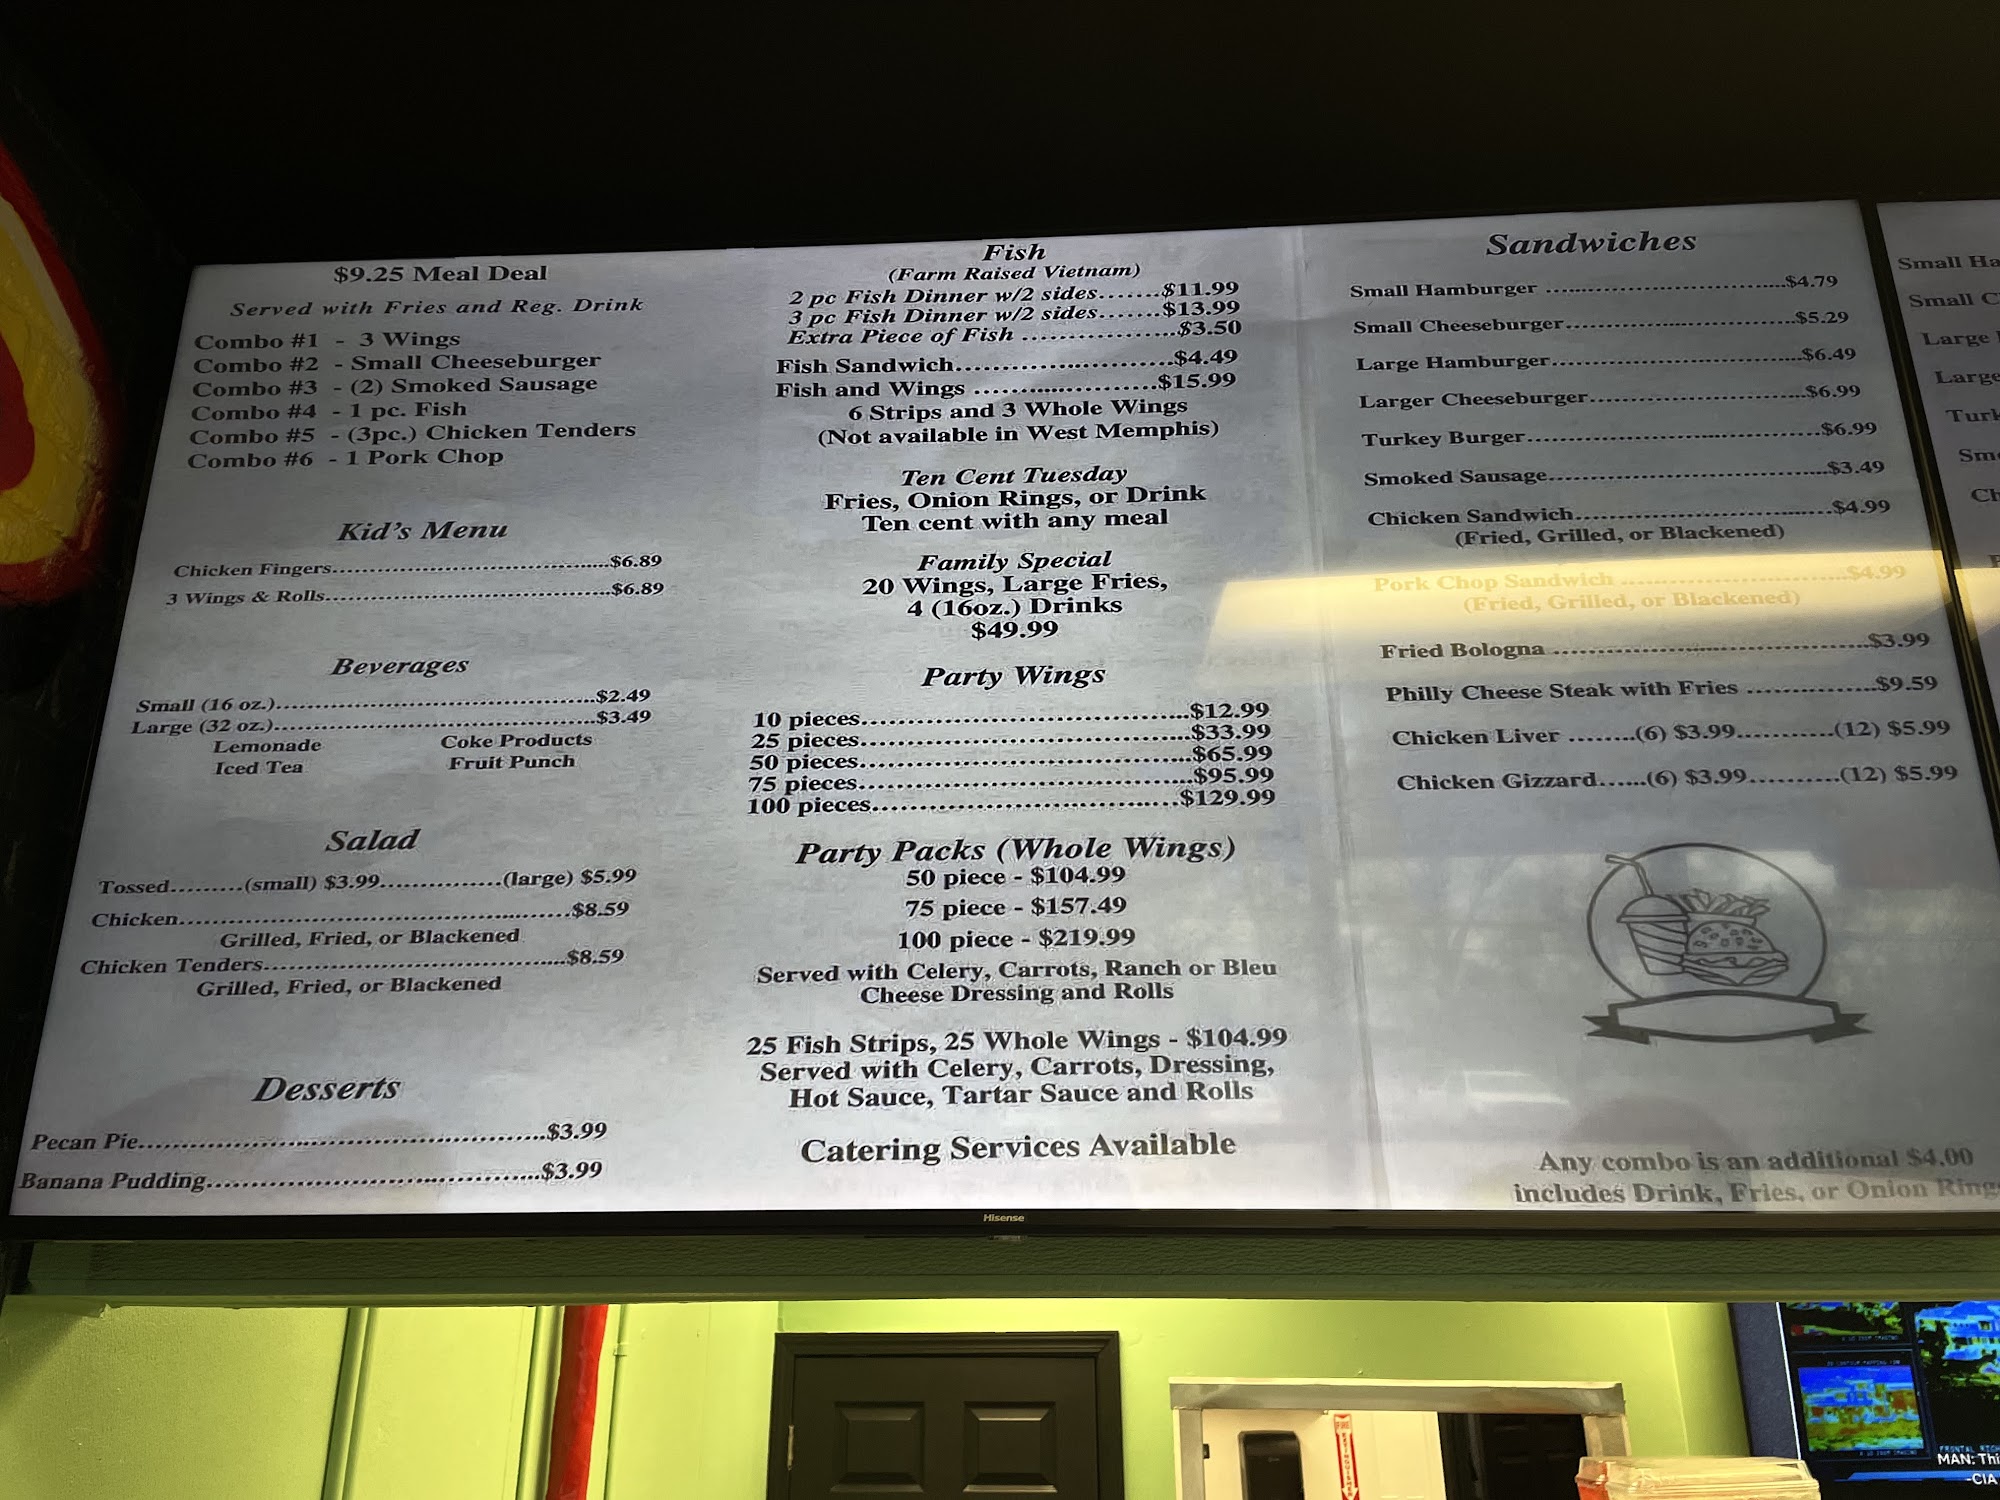 $9.25 Meal Deal
Served with Fries and Reg. Drink
Combo #1 - 3 Wings
Combo #2 - Small Cheeseburger
Combo #3 - (2) Smoked Sausage
Combo #4 - 1 pc. Fish
Combo #5 - (3pc.) Chicken Tenders
Combo #6 - 1 Pork Chop
Kid's Menu
Chicken Fingers....................................$6.89
3 Wings & Rolls....................................$6.89
Beverages
Small (16 oz.)....................................$2.49
Large (32 oz.)....................................$3.49
Lemonade Coke Products
Iced Tea Fruit Punch
Salad
Tossed.........(small) $3.99...............(large) $5.99
Chicken....................................$8.59
Grilled, Fried, or Blackened
Chicken Tenders....................................$8.59
Grilled, Fried, or Blackened
Desserts
Pecan Pie....................................$3.99
Banana Pudding....................................$3.99
Fish
(Farm Raised Vietnam)
2 pc Fish Dinner w/2 sides.......$11.99
3 pc Fish Dinner w/2 sides.......$13.99
Extra Piece of Fish ..................$3.50
Fish Sandwich..........................$4.49
Fish and Wings ........................$15.99
6 Strips and 3 Whole Wings
(Not available in West Memphis)
Ten Cent Tuesday
Fries, Onion Rings, or Drink
Ten cent with any meal
Family Special
20 Wings, Large Fries,
4 (16oz.) Drinks
$49.99
Party Wings
10 pieces....................................$12.99
25 pieces....................................$33.99
50 pieces....................................$65.99
75 pieces....................................$95.99
100 pieces....................................$129.99
Party Packs (Whole Wings)
50 piece - $104.99
75 piece - $157.49
100 piece - $219.99
Served with Celery, Carrots, Ranch or Bleu
Cheese Dressing and Rolls
25 Fish Strips, 25 Whole Wings - $104.99
Served with Celery, Carrots, Dressing,
Hot Sauce, Tartar Sauce and Rolls
Catering Services Available
Sandwiches
Small Hamburger ..............................$4.79
Small Cheeseburger..............................$5.29
Large Hamburger..............................$6.49
Larger Cheeseburger..............................$6.99
Turkey Burger....................................$6.99
Smoked Sausage..............................$3.49
Chicken Sandwich..............................$4.99
(Fried, Grilled, or Blackened)
Pork Chop Sandwich ..............................$4.99
(Fried, Grilled, or Blackened)
Fried Bologna ....................................$3.99
Philly Cheese Steak with Fries ...............$9.59
Chicken Liver ........(6) $3.99...........(12) $5.99
Chicken Gizzard......(6) $3.99..........(12) $5.99
Any combo is an additional $4.00
includes Drink, Fries, or Onion Rings
Small
Small
Large
Large
Hisense
FIRE EXTINGUISHER
MAN:
-CIA